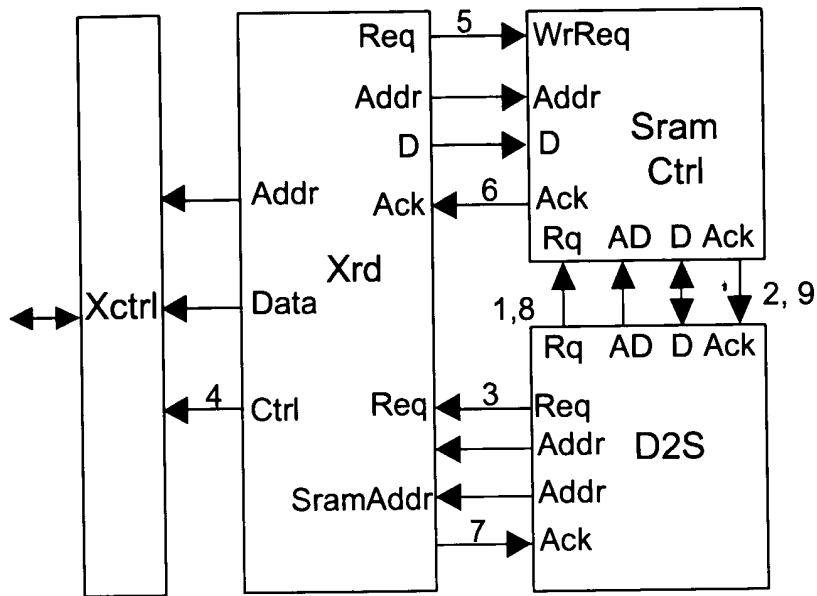 Req 5 WrReq
Addr Addr
D D
Sram
Ctrl
Addr Ack 6 Ack
Rq AD D Ack
Xrd
Xctrl Data
1,8 2, 9
Rq AD D Ack
4 Ctrl Req 3 Req
Addr D2S
SramAddr Addr
7 Ack